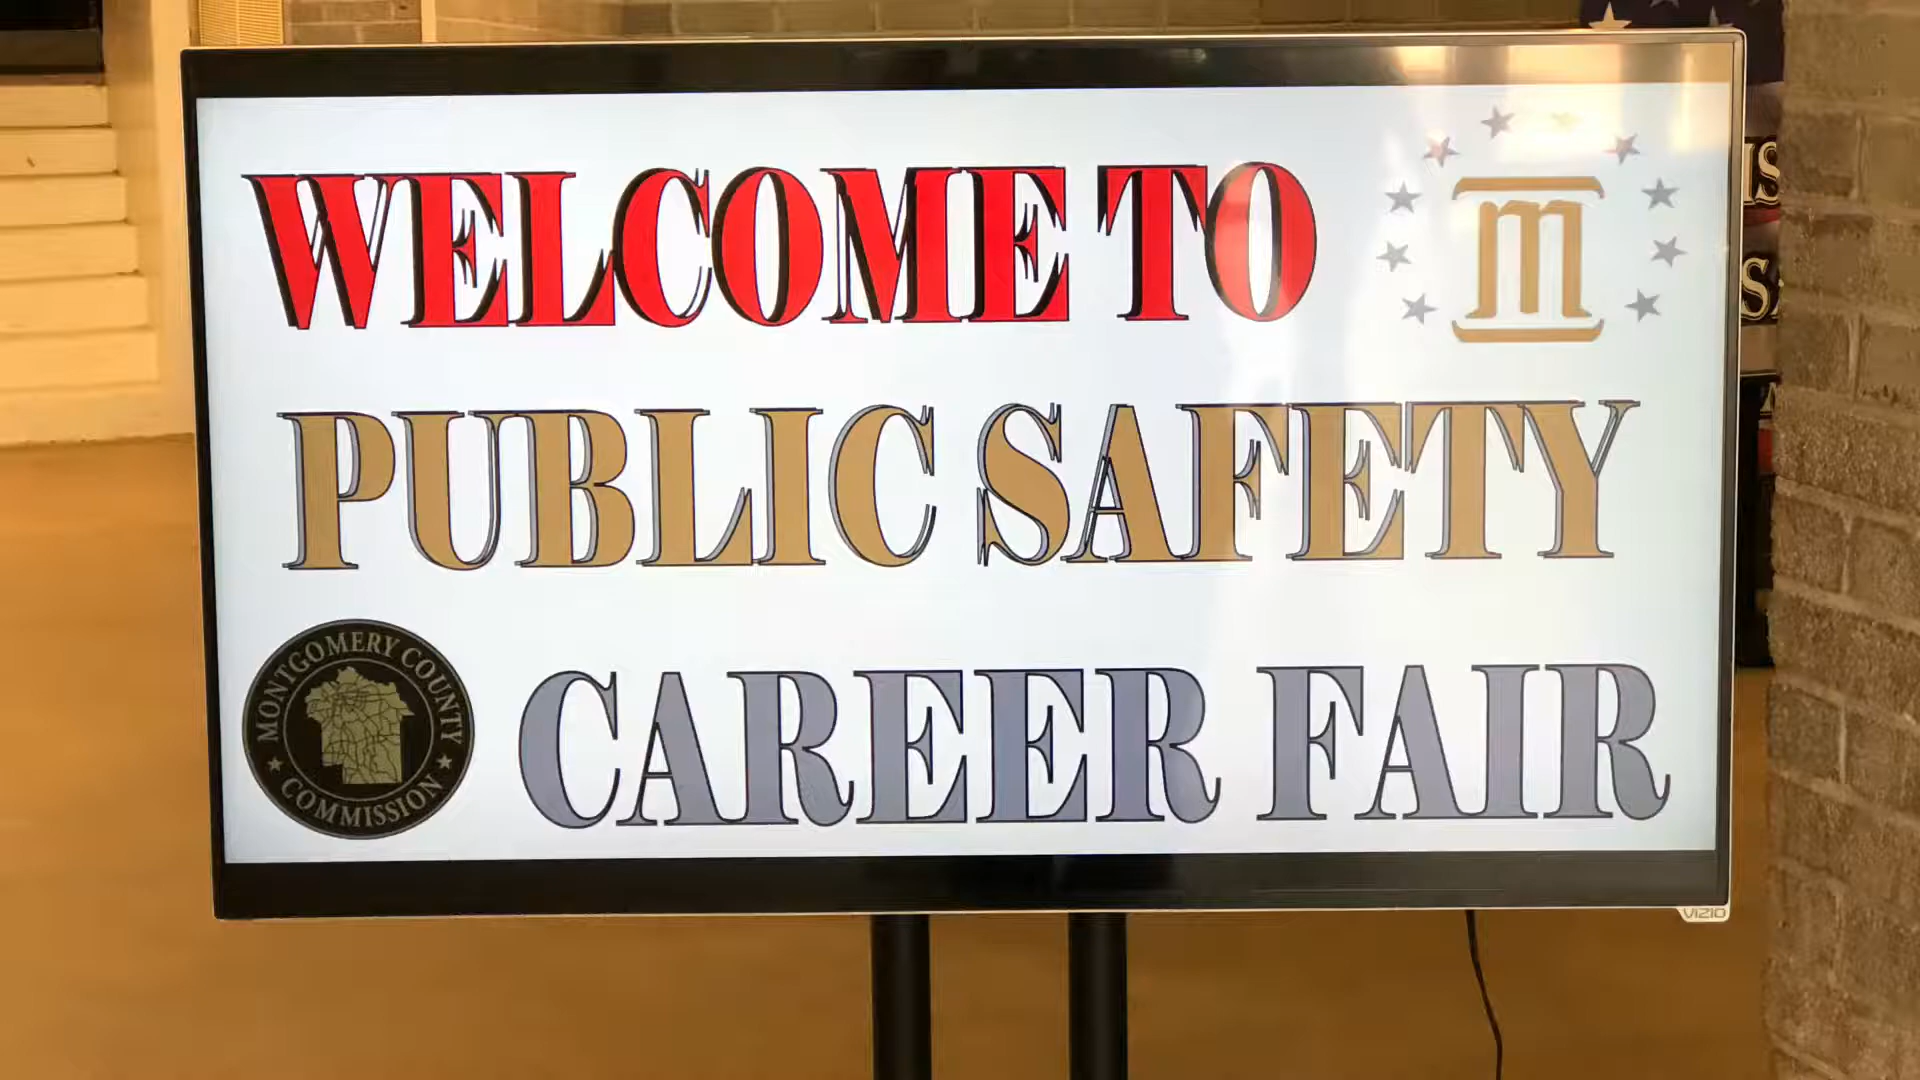 WELCOME TO
M
PUBLIC SAFETY
MONTGOMERY COUNTY
COMMISSION
CAREER FAIR
VIZIO